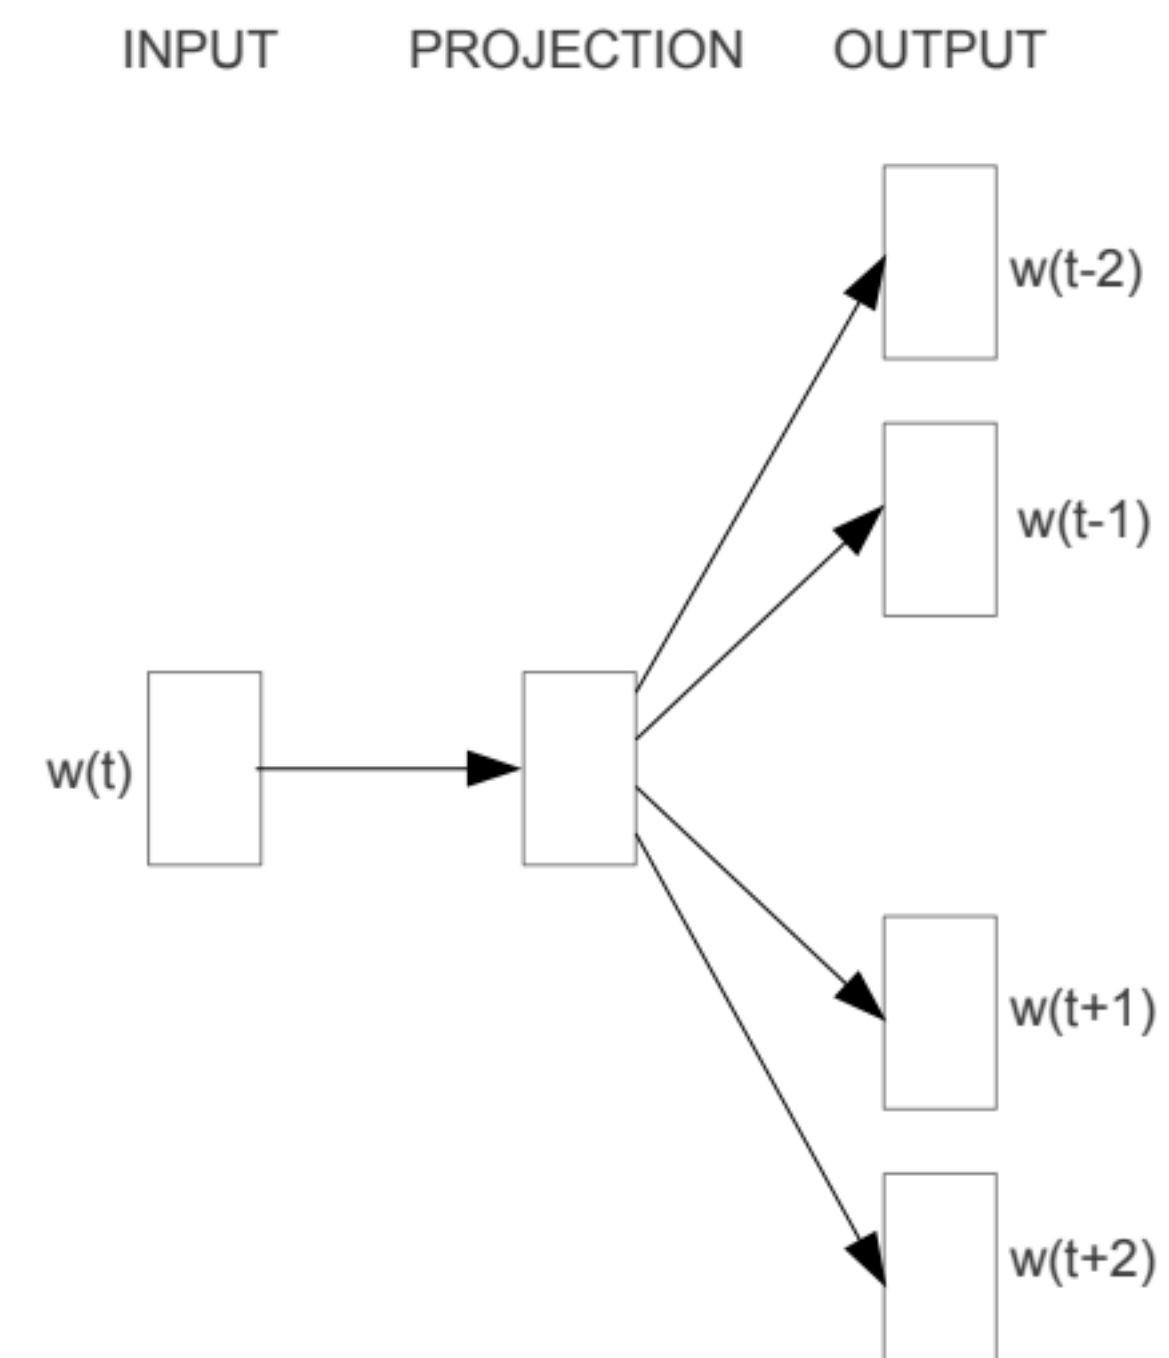 INPUT PROJECTION OUTPUT
w(t-2)
w(t-1)
w(t)
w(t+1)
w(t+2)